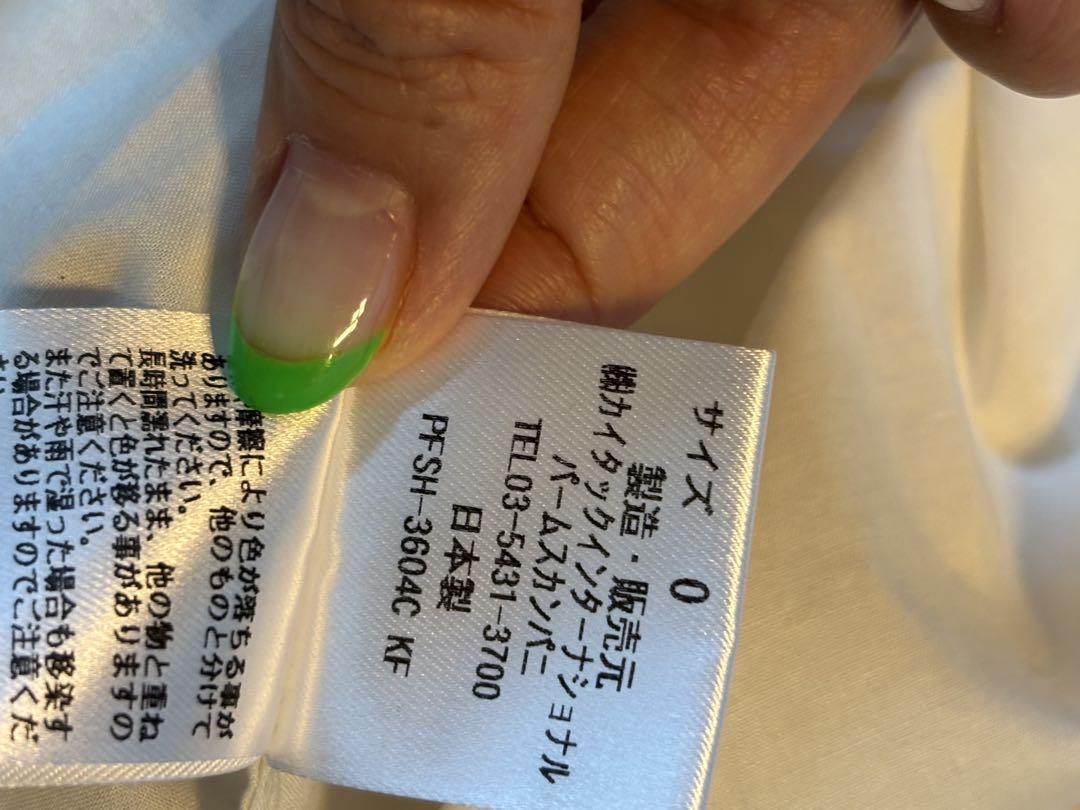 サイズ 0
製造・販売元
㈱カイタックインターナショナル
パームスカンパニー
TEL03-5431-3700
日本製
PFSH-3604C KF
により色が落ちる事が
ありますので、他のものと分けて
洗ってください。
長時間濡れたまま、他の物と重ね
て置くと色が移る事がありますの
でご注意ください。
また汗や雨で湿った場合も移染す
る場合がありますのでご注意くだ